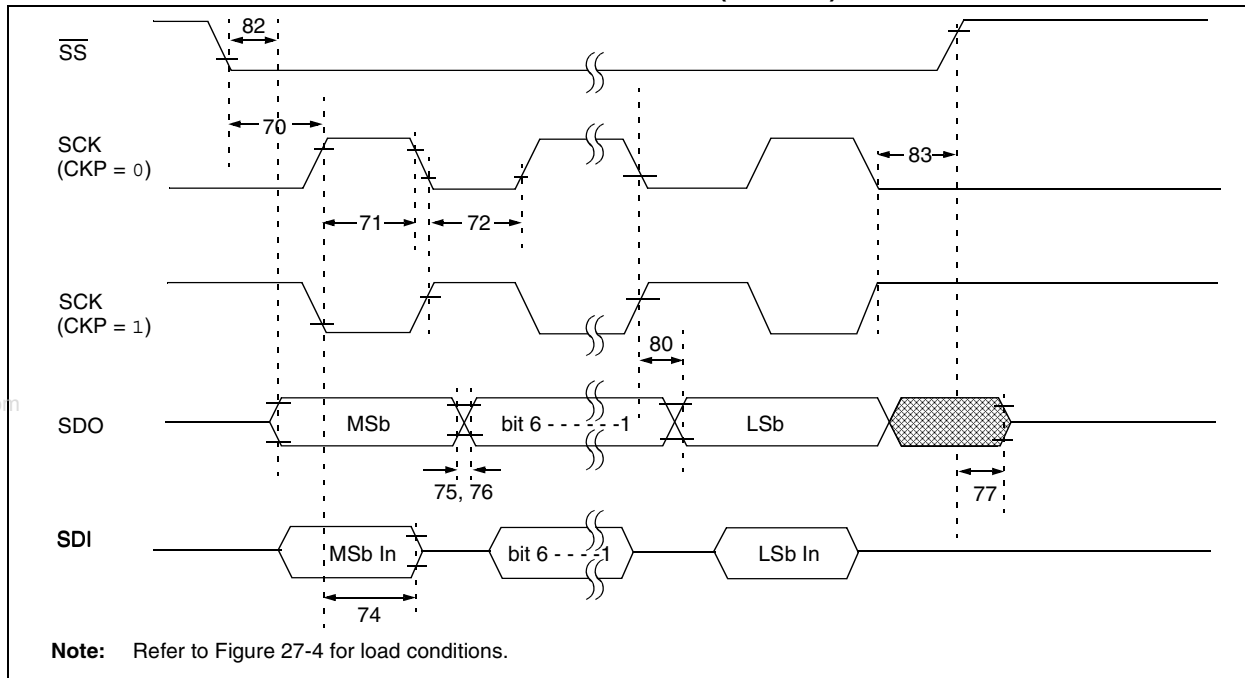 82
SS
70
SCK
(CKP = 0)
83
71
72
SCK
(CKP = 1)
80
om
SDO
MSb
bit 6 - - - - - -1
LSb
75, 76
77
SDI
MSb In
bit 6 - - - -1
LSb In
74
Note: Refer to Figure 27-4 for load conditions.